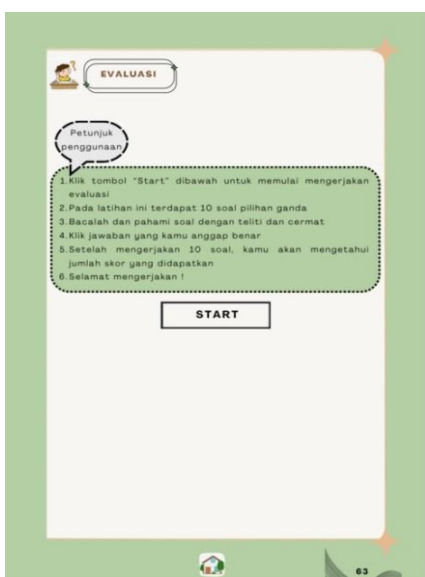 EVALUASI
Petunjuk
penggunaan
1. Klik tombol "Start" dibawah untuk memulai mengerjakan
evaluasi
2. Pada latihan ini terdapat 10 soal pilihan ganda
3. Bacalah dan pahami soal dengan teliti dan cermat
4. Klik jawaban yang kamu anggap benar
5. Setelah mengerjakan 10 soal, kamu akan mengetahui
jumlah skor yang didapatkan
6. Selamat mengerjakan !
START
63